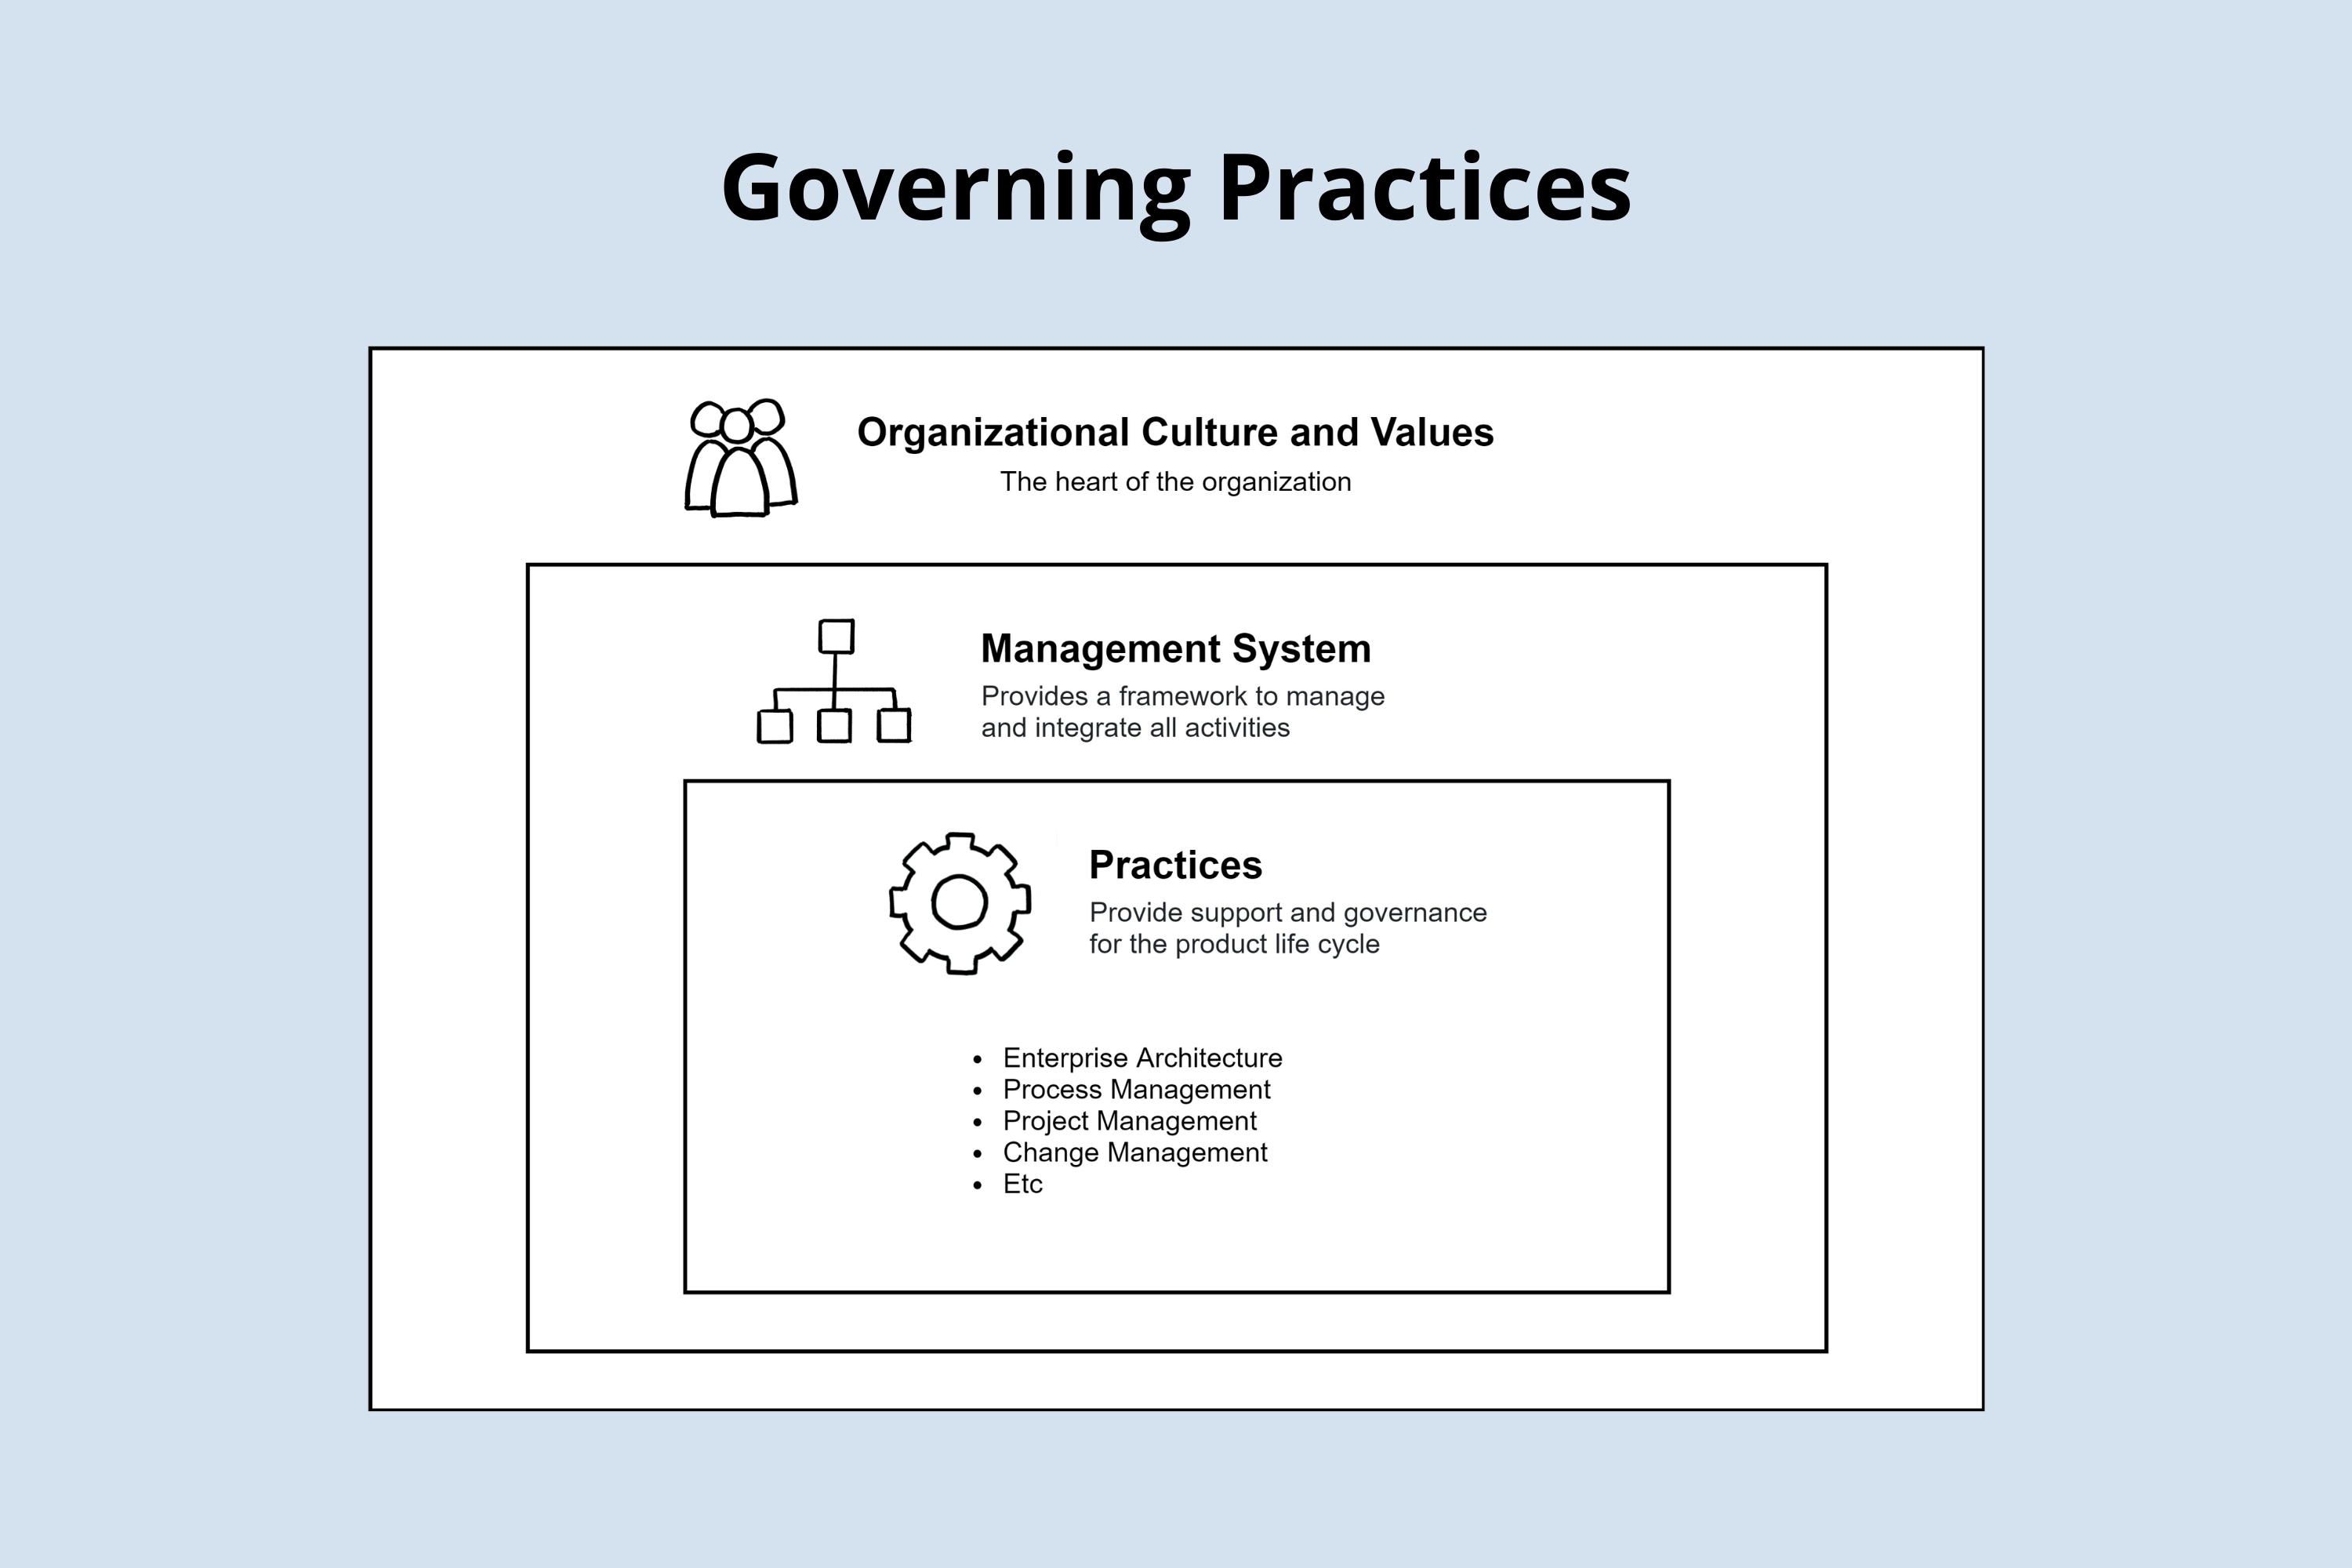 Governing Practices
Organizational Culture and Values
The heart of the organization
Management System
Provides a framework to manage
and integrate all activities
Practices
Provide support and governance
for the product life cycle
• Enterprise Architecture
• Process Management
• Project Management
• Change Management
• Etc